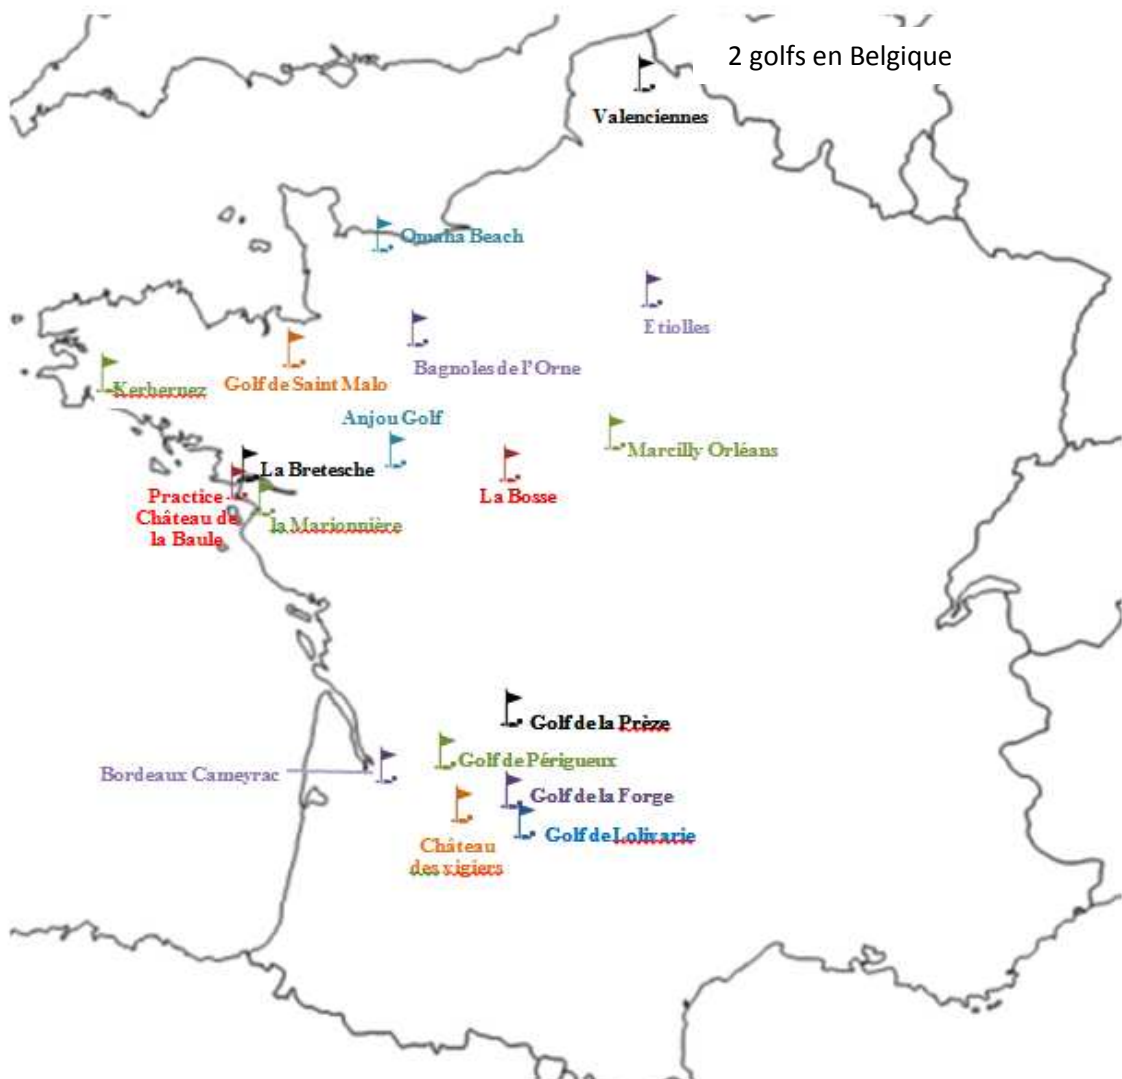 2 golfs en Belgique
Valenciennes
Omaha Beach
Etiolles
Bagnoles de l'Orne
Golf de Saint Malo
Kerbernez
Anjou Golf
Marcilly Orléans
La Bretesche
La Bosse
Practice
Château de
la Baule
la Marionnière
Golf de la Prèze
Golf de Périgueux
Bordeaux Cameyrac
Golf de la Forge
Golf de Lolivarie
Château
des vigiers